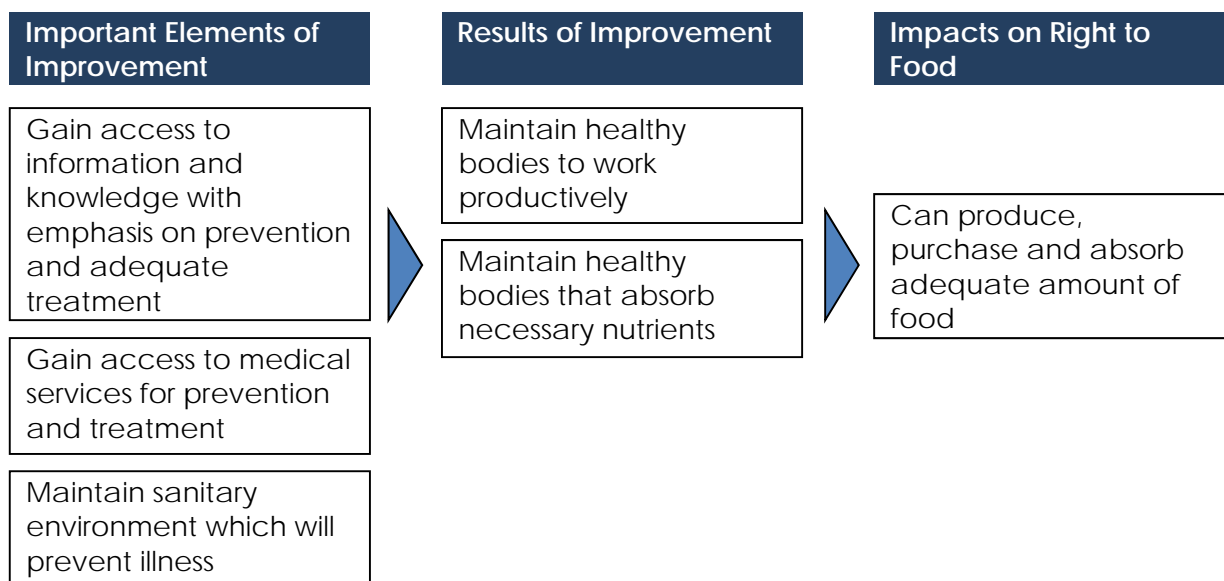 Important Elements of
Improvement
Gain access to
information and
knowledge with
emphasis on prevention
and adequate
treatment
Gain access to medical
services for prevention
and treatment
Maintain sanitary
environment which will
prevent illness
Results of Improvement
Maintain healthy
bodies to work
productively
Maintain healthy
bodies that absorb
necessary nutrients
Impacts on Right to
Food
Can produce,
purchase and absorb
adequate amount of
food